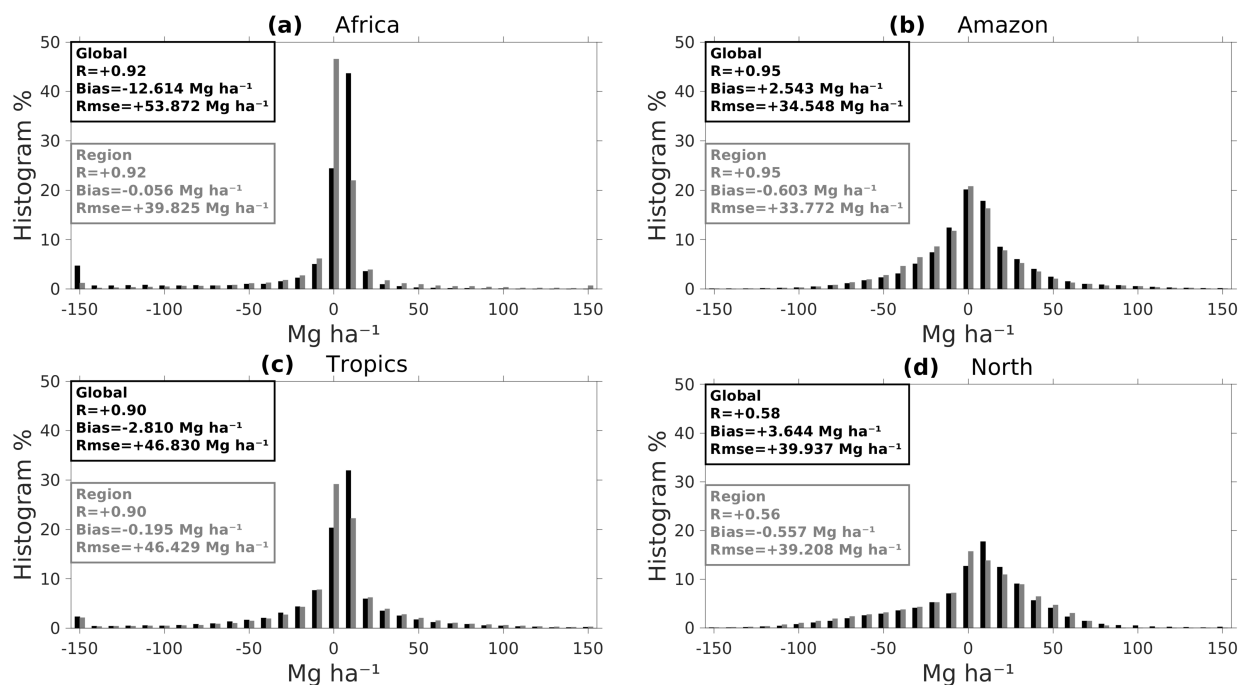 (a) Africa
Histogram %
50
40
30
20
10
0
Global
R=+0.92
Bias=-12.614 Mg ha⁻¹
Rmse=+53.872 Mg ha⁻¹
Region
R=+0.92
Bias=-0.056 Mg ha⁻¹
Rmse=+39.825 Mg ha⁻¹
-150 -100 -50 0 50 100 150
Mg ha⁻¹
(b) Amazon
Histogram %
50
40
30
20
10
0
Global
R=+0.95
Bias=+2.543 Mg ha⁻¹
Rmse=+34.548 Mg ha⁻¹
Region
R=+0.95
Bias=-0.603 Mg ha⁻¹
Rmse=+33.772 Mg ha⁻¹
-150 -100 -50 0 50 100 150
Mg ha⁻¹
(c) Tropics
Histogram %
50
40
30
20
10
0
Global
R=+0.90
Bias=-2.810 Mg ha⁻¹
Rmse=+46.830 Mg ha⁻¹
Region
R=+0.90
Bias=-0.195 Mg ha⁻¹
Rmse=+46.429 Mg ha⁻¹
-150 -100 -50 0 50 100 150
Mg ha⁻¹
(d) North
Histogram %
50
40
30
20
10
0
Global
R=+0.58
Bias=+3.644 Mg ha⁻¹
Rmse=+39.937 Mg ha⁻¹
Region
R=+0.56
Bias=-0.557 Mg ha⁻¹
Rmse=+39.208 Mg ha⁻¹
-150 -100 -50 0 50 100 150
Mg ha⁻¹